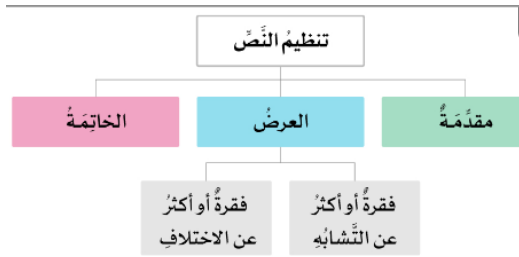 تنظيمُ النَّصِّ
مقدِّمَةٌ
العرضُ
الخاتِمَةُ
فقرةٌ أو أكثرُ
عن التَّشابُهِ
فقرةٌ أو أكثرُ
عن الاختلافِ